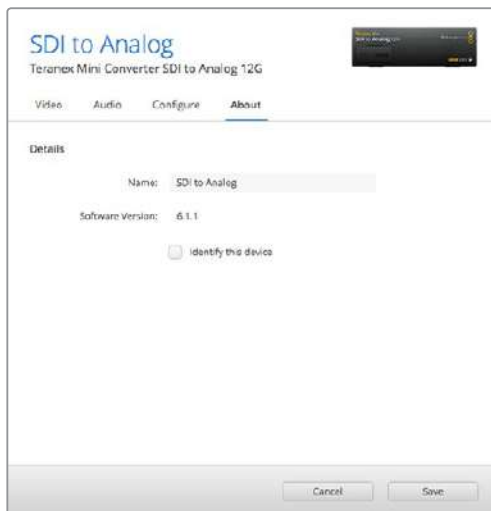 SDI to Analog
Teranex Mini Converter SDI to Analog 12G
Video Audio Configure About
Details
Name: SDI to Analog
Software Version: 6.1.1
Identify this device
Cancel Save